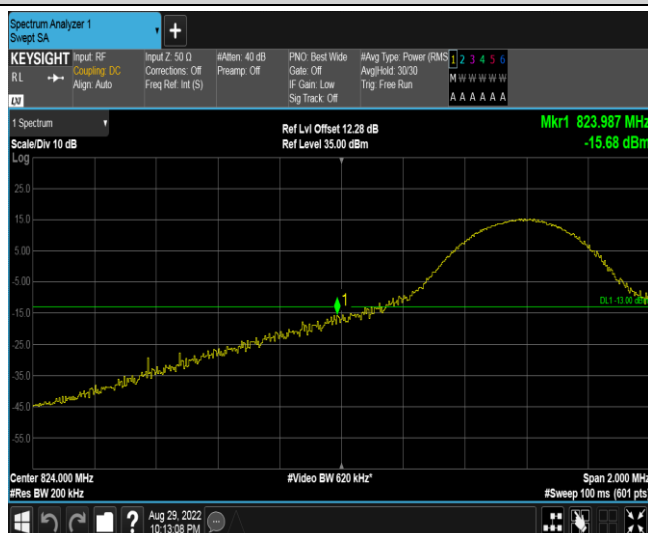 Spectrum Analyzer 1
Swept SA
+
KEYSIGHT
R L
LXI
Input: RF
Coupling: DC
Align: Auto
Input Z: 50 Ω
Corrections: Off
Freq Ref: Int (S)
#Atten: 40 dB
Preamp: Off
PNO: Best Wide
Gate: Off
IF Gain: Low
Sig Track: Off
#Avg Type: Power (RMS
Avg|Hold: 30/30
Trig: Free Run
1 2 3 4 5 6
M W W W W W
A A A A A A
1 Spectrum
Scale/Div 10 dB
Log
Ref Lvl Offset 12.28 dB
Ref Level 35.00 dBm
Mkr1 823.987 MHz
-15.68 dBm
25.0
15.0
5.00
-5.00
-15.0
-25.0
-35.0
-45.0
-55.0
1
DL1 -13.00 dBm
Center 824.000 MHz
#Res BW 200 kHz
#Video BW 620 kHz*
Span 2.000 MHz
#Sweep 100 ms (601 pts)
?
Aug 29, 2022
10:13:08 PM